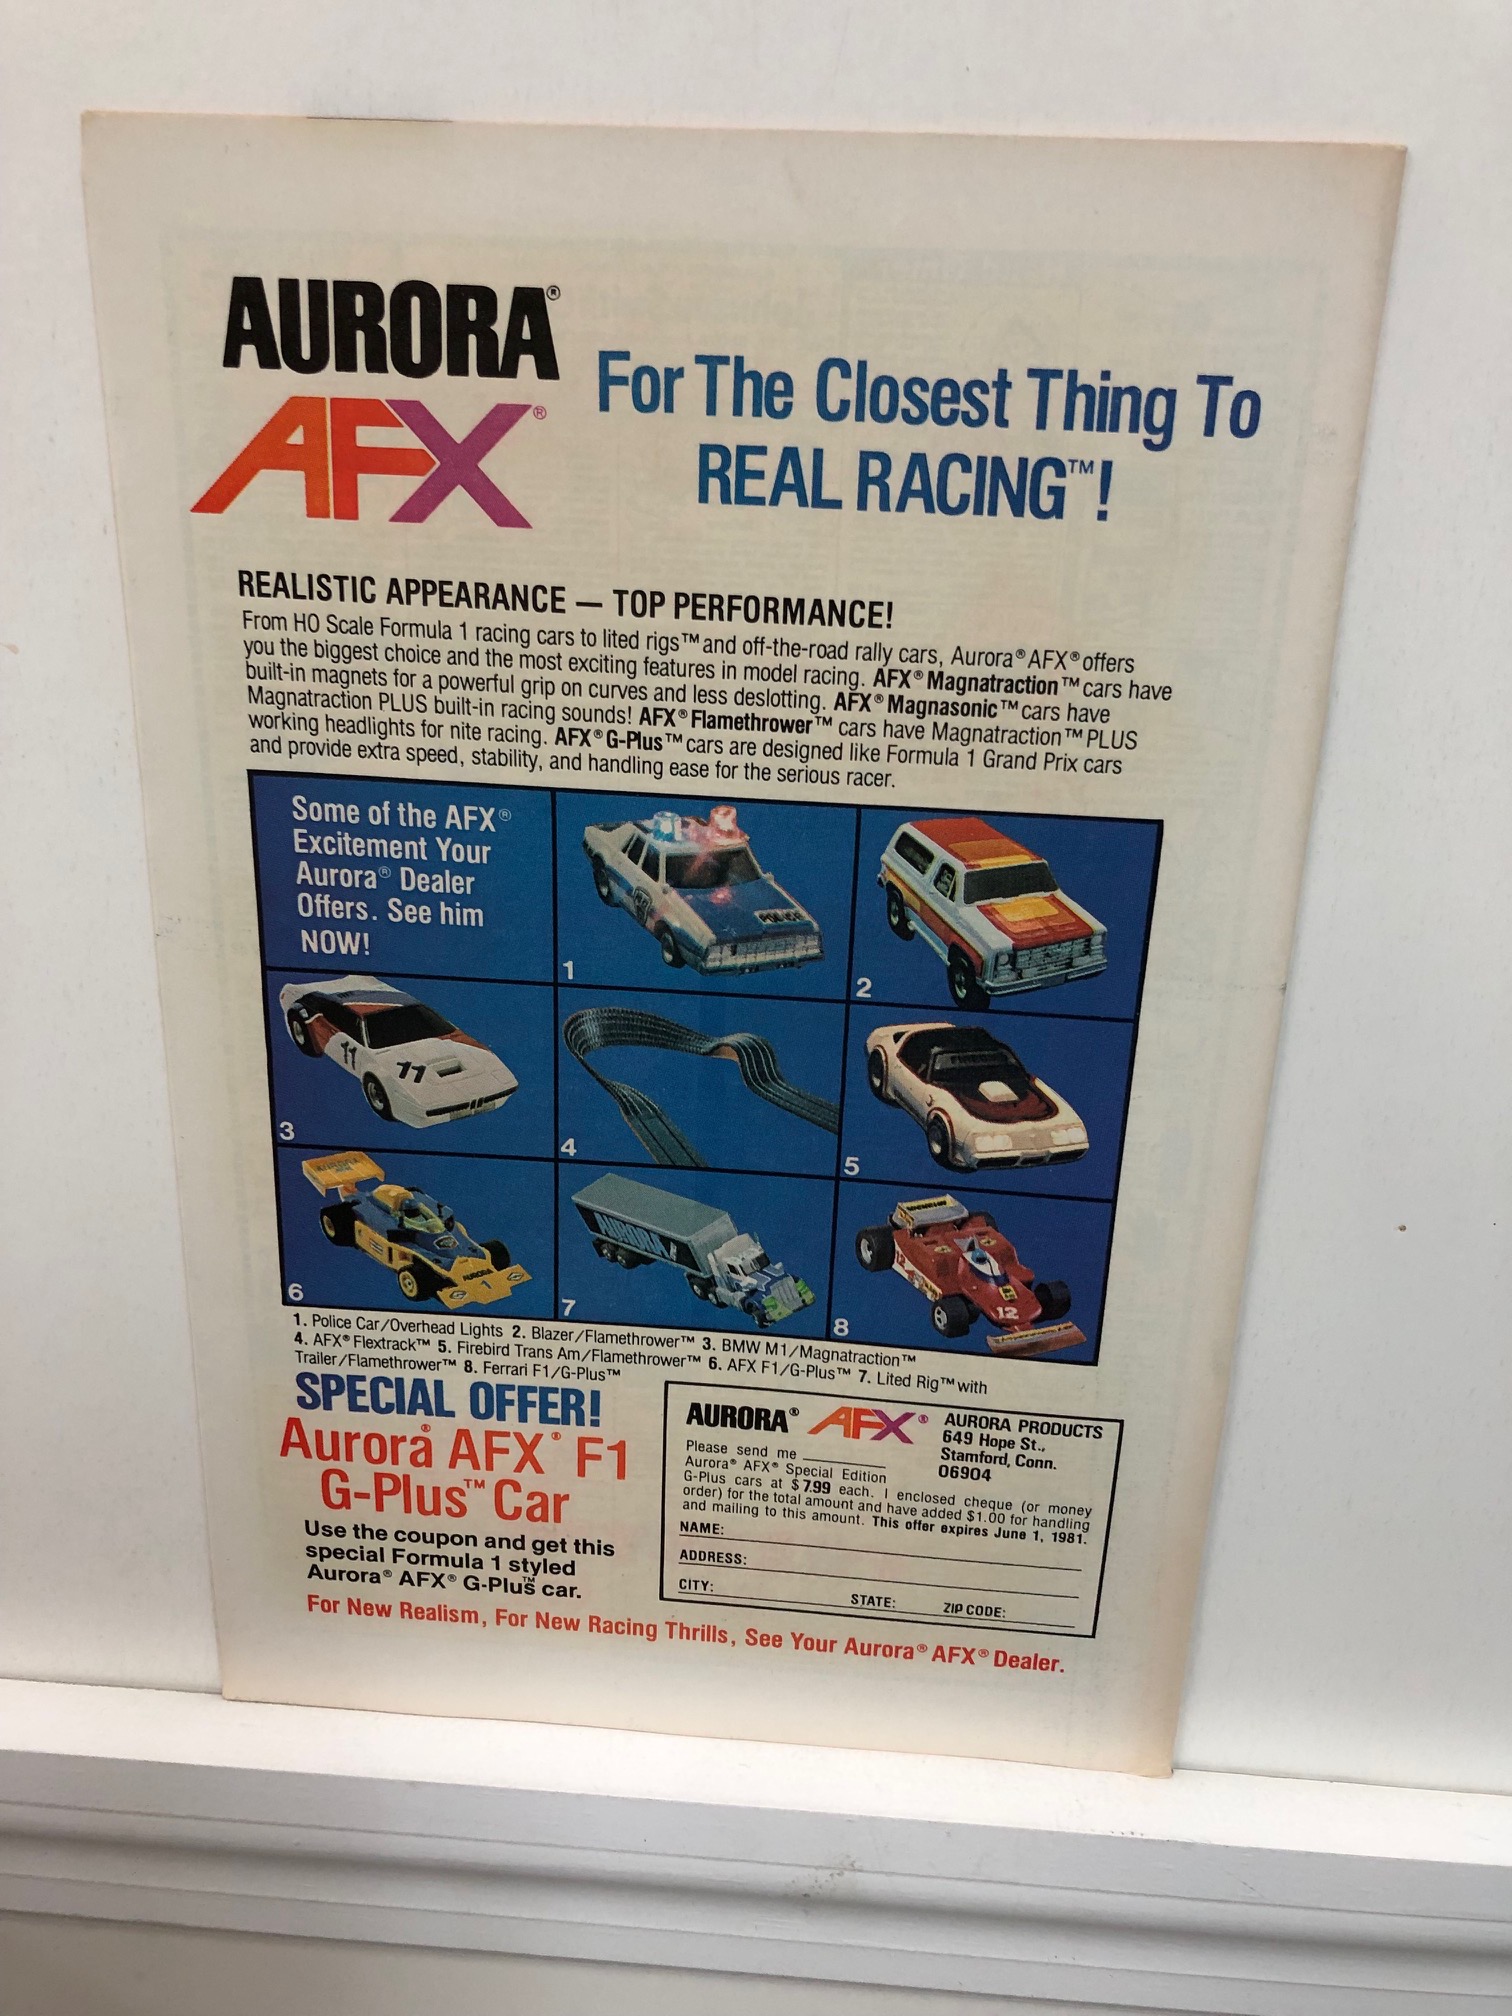 AURORA®
AFX®
For The Closest Thing To
REAL RACING™!
REALISTIC APPEARANCE — TOP PERFORMANCE!
From HO Scale Formula 1 racing cars to lited rigs™ and off-the-road rally cars, Aurora® AFX® offers
you the biggest choice and the most exciting features in model racing. AFX® Magnatraction™ cars have
built-in magnets for a powerful grip on curves and less deslotting. AFX® Magnasonic™ cars have
Magnatraction PLUS built-in racing sounds! AFX® Flamethrower™ cars have Magnatraction™ PLUS
working headlights for nite racing. AFX® G-Plus™ cars are designed like Formula 1 Grand Prix cars
and provide extra speed, stability, and handling ease for the serious racer.
Some of the AFX®
Excitement Your
Aurora® Dealer
Offers. See him
NOW!
POLICE
1
2
11
11
3
4
5
AURORA
1
6
AURORA
7
12
12
8
1. Police Car/Overhead Lights 2. Blazer/Flamethrower™ 3. BMW M1/Magnatraction™
4. AFX® Flextrack™ 5. Firebird Trans Am/Flamethrower™ 6. AFX F1/G-Plus™ 7. Lited Rig™ with
Trailer/Flamethrower™ 8. Ferrari F1/G-Plus™
SPECIAL OFFER!
Aurora® AFX® F1
G-Plus™ Car
Use the coupon and get this
special Formula 1 styled
Aurora® AFX® G-Plus™ car.
AURORA® AFX®
AURORA PRODUCTS
649 Hope St.,
Stamford, Conn.
06904
Please send me
Aurora® AFX® Special Edition
G-Plus cars at $7.99 each. I enclosed cheque (or money
order) for the total amount and have added $1.00 for handling
and mailing to this amount. This offer expires June 1, 1981.
NAME:
ADDRESS:
CITY: STATE: ZIP CODE:
For New Realism, For New Racing Thrills, See Your Aurora® AFX® Dealer.